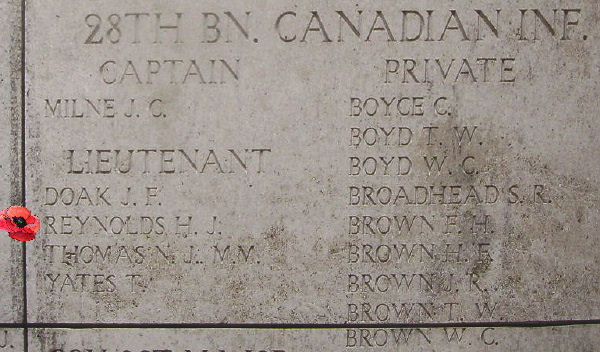 28TH BN. CANADIAN INF.
CAPTAIN
MILNE J. C.
LIEUTENANT
DOAK J. F.
REYNOLDS, H. J.
THOMAS N. J., M.M.
YATES T.
PRIVATE
BOYCE C.
BOYD T. W.
BOYD W. C.
BROADHEAD S. R.
BROWN F. H.
BROWN H. F.
BROWN J. R.
BROWN T. W.
BROWN W. C.